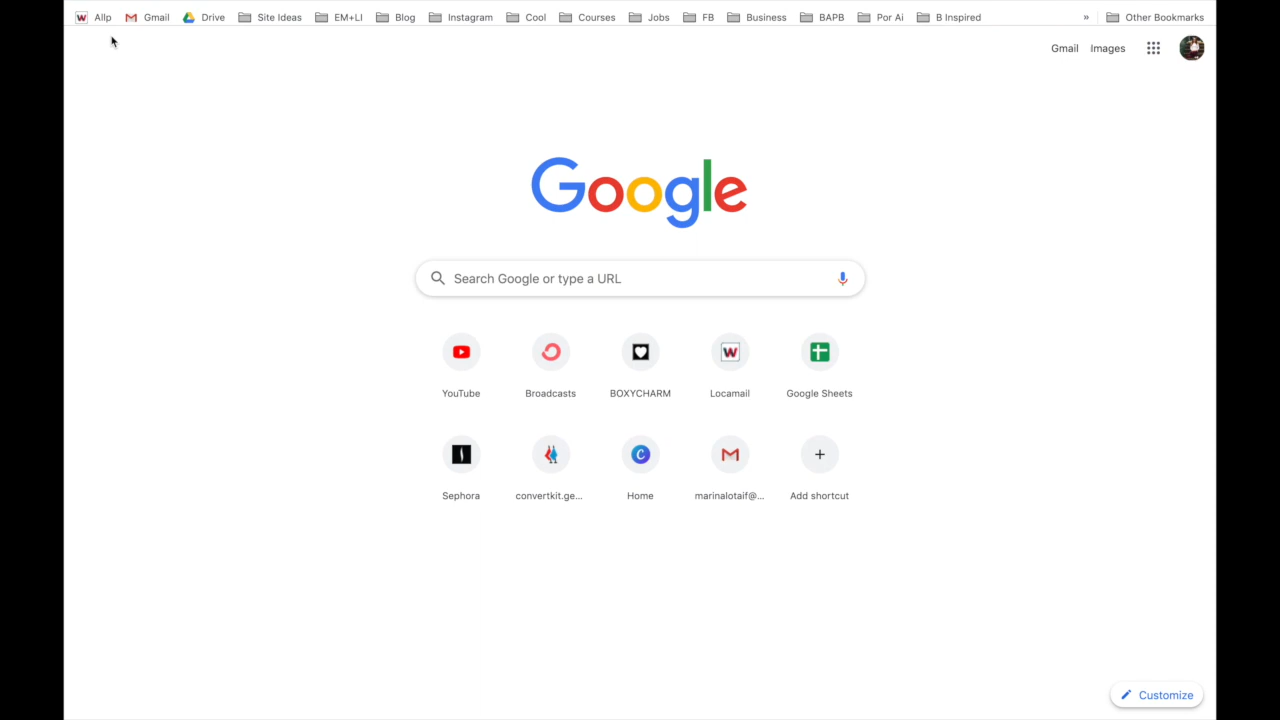 Allp Gmail Drive Site Ideas EM+LI Blog Instagram Cool Courses Jobs FB Business BAPB Por Ai B Inspired » Other Bookmarks
Gmail Images
Google
Search Google or type a URL
YouTube Broadcasts BOXYCHARM Locamail Google Sheets
Sephora convertkit.ge... Home marinalotaif@... Add shortcut
Customize